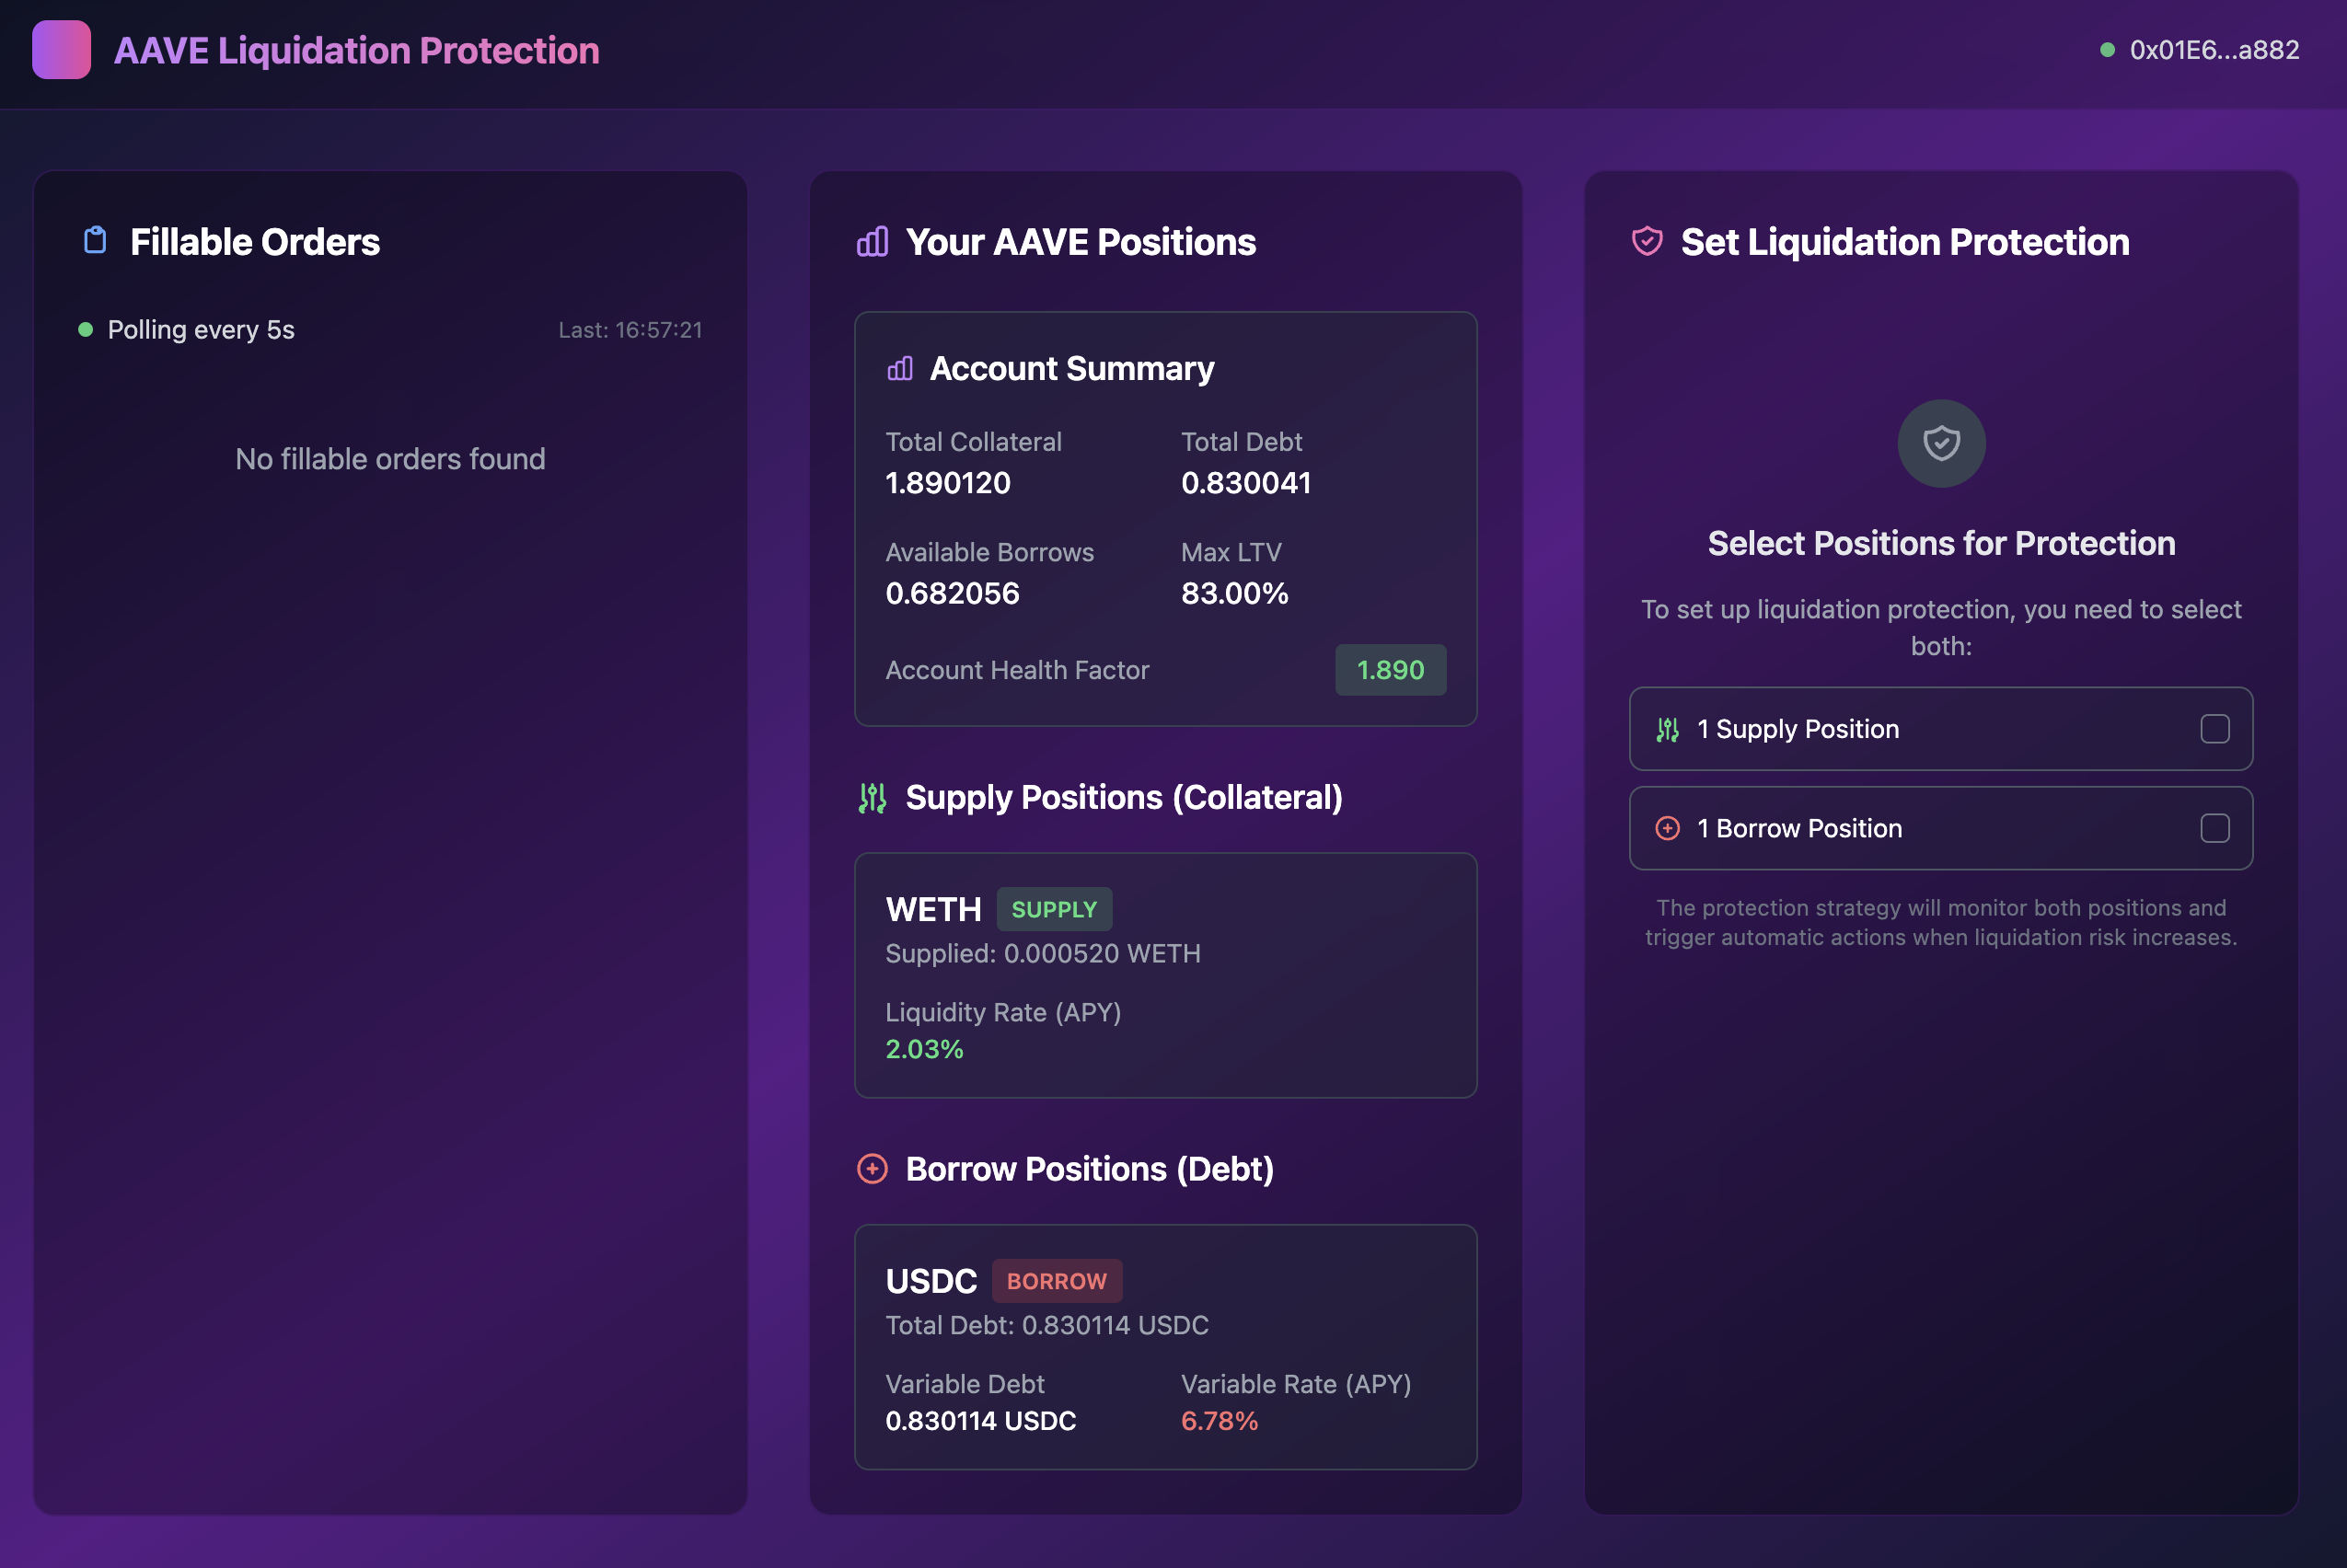 AAVE Liquidation Protection
0x01E6...a882
Fillable Orders
Polling every 5s
Last: 16:57:21
No fillable orders found
Your AAVE Positions
Account Summary
Total Collateral
1.890120
Total Debt
0.830041
Available Borrows
0.682056
Max LTV
83.00%
Account Health Factor
1.890
Supply Positions (Collateral)
WETH
SUPPLY
Supplied: 0.000520 WETH
Liquidity Rate (APY)
2.03%
Borrow Positions (Debt)
USDC
BORROW
Total Debt: 0.830114 USDC
Variable Debt
0.830114 USDC
Variable Rate (APY)
6.78%
Set Liquidation Protection
Select Positions for Protection
To set up liquidation protection, you need to select
both:
1 Supply Position
1 Borrow Position
The protection strategy will monitor both positions and
trigger automatic actions when liquidation risk increases.